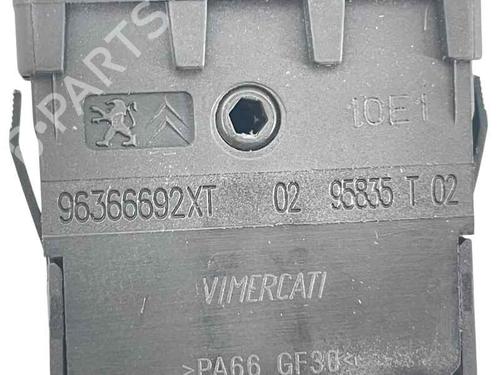 10E1
96366692XT 02 95835 T 02
VIMERCATI
>PA66 GF30<
B-PARTS